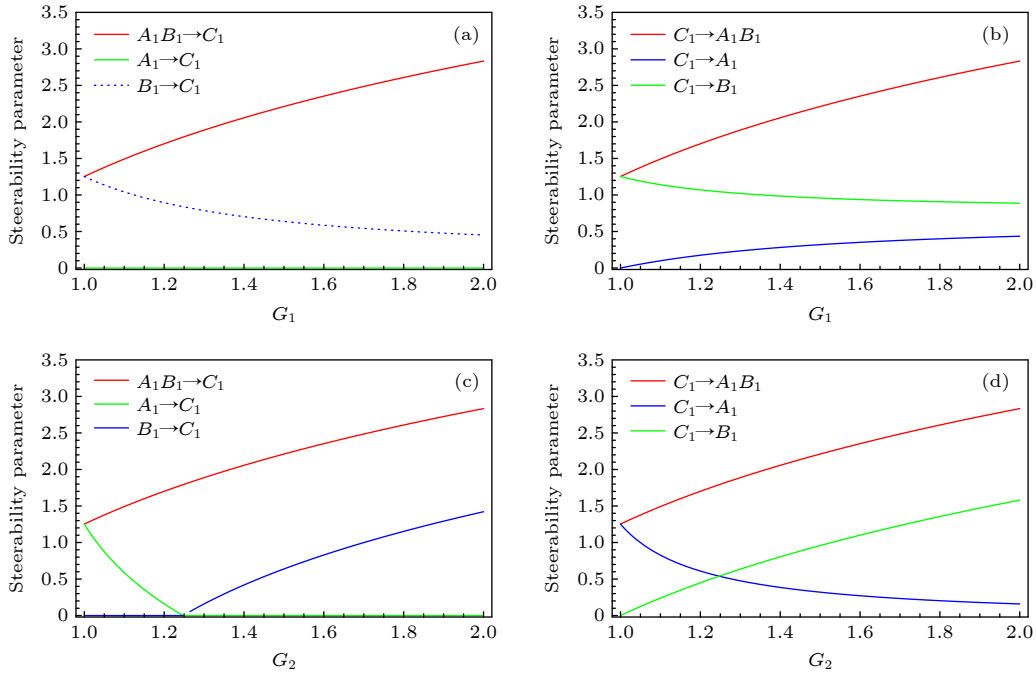 (a)
A₁B₁→C₁
A₁→C₁
B₁→C₁
Steerability parameter
3.5
3.0
2.5
2.0
1.5
1.0
0.5
0
1.0 1.2 1.4 1.6 1.8 2.0
G₁
(b)
C₁→A₁B₁
C₁→A₁
C₁→B₁
Steerability parameter
3.5
3.0
2.5
2.0
1.5
1.0
0.5
0
1.0 1.2 1.4 1.6 1.8 2.0
G₁
(c)
A₁B₁→C₁
A₁→C₁
B₁→C₁
Steerability parameter
3.5
3.0
2.5
2.0
1.5
1.0
0.5
0
1.0 1.2 1.4 1.6 1.8 2.0
G₂
(d)
C₁→A₁B₁
C₁→A₁
C₁→B₁
Steerability parameter
3.5
3.0
2.5
2.0
1.5
1.0
0.5
0
1.0 1.2 1.4 1.6 1.8 2.0
G₂